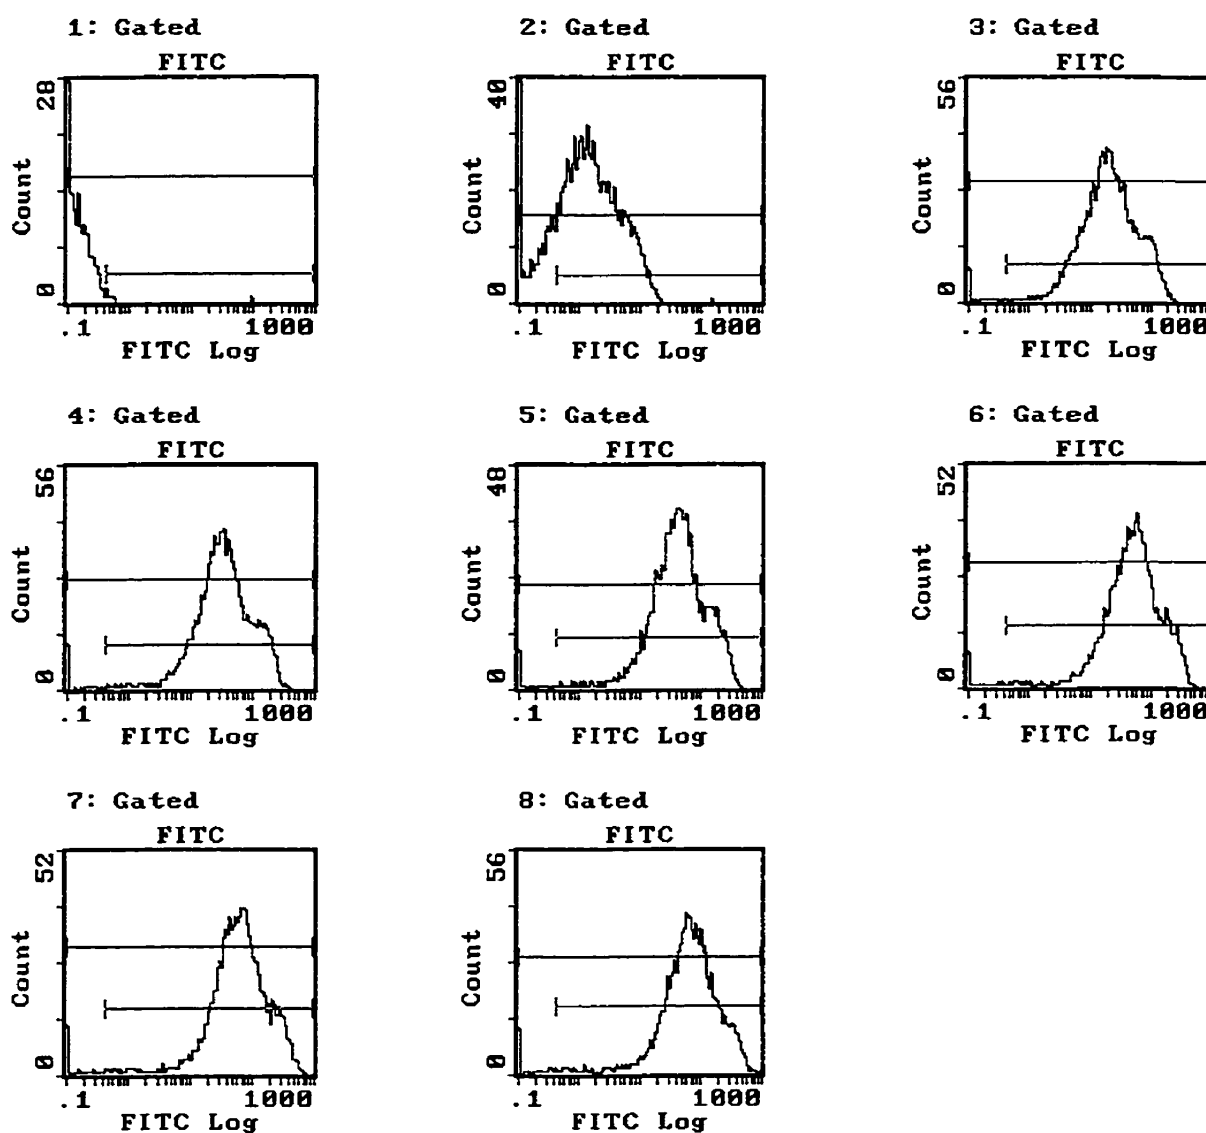 1: Gated
2: Gated
3: Gated
FITC
FITC
FITC
28
Count
0
40
Count
0
56
Count
0
.1
1000
.1
1000
.1
1000
FITC Log
FITC Log
FITC Log
4: Gated
5: Gated
6: Gated
FITC
FITC
FITC
56
Count
0
48
Count
0
52
Count
0
.1
1000
.1
1000
.1
1000
FITC Log
FITC Log
FITC Log
7: Gated
8: Gated
FITC
FITC
52
Count
0
56
Count
0
.1
1000
.1
1000
FITC Log
FITC Log